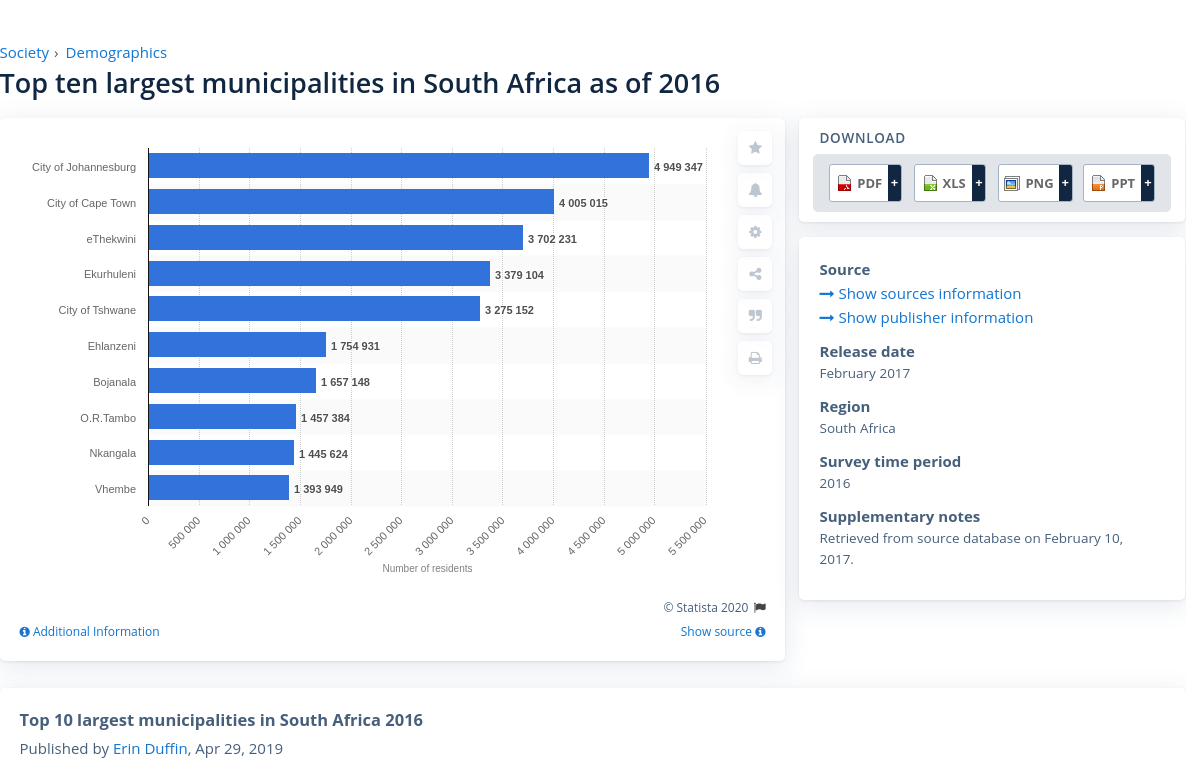 Society › Demographics
Top ten largest municipalities in South Africa as of 2016
City of Johannesburg 4 949 347
City of Cape Town 4 005 015
eThekwini 3 702 231
Ekurhuleni 3 379 104
City of Tshwane 3 275 152
Ehlanzeni 1 754 931
Bojanala 1 657 148
O.R.Tambo 1 457 384
Nkangala 1 445 624
Vhembe 1 393 949
0 500 000 1 000 000 1 500 000 2 000 000 2 500 000 3 000 000 3 500 000 4 000 000 4 500 000 5 000 000 5 500 000
Number of residents
© Statista 2020
Additional Information Show source
DOWNLOAD
PDF + XLS + PNG + PPT +
Source
Show sources information
Show publisher information
Release date
February 2017
Region
South Africa
Survey time period
2016
Supplementary notes
Retrieved from source database on February 10,
2017.
Top 10 largest municipalities in South Africa 2016
Published by Erin Duffin, Apr 29, 2019